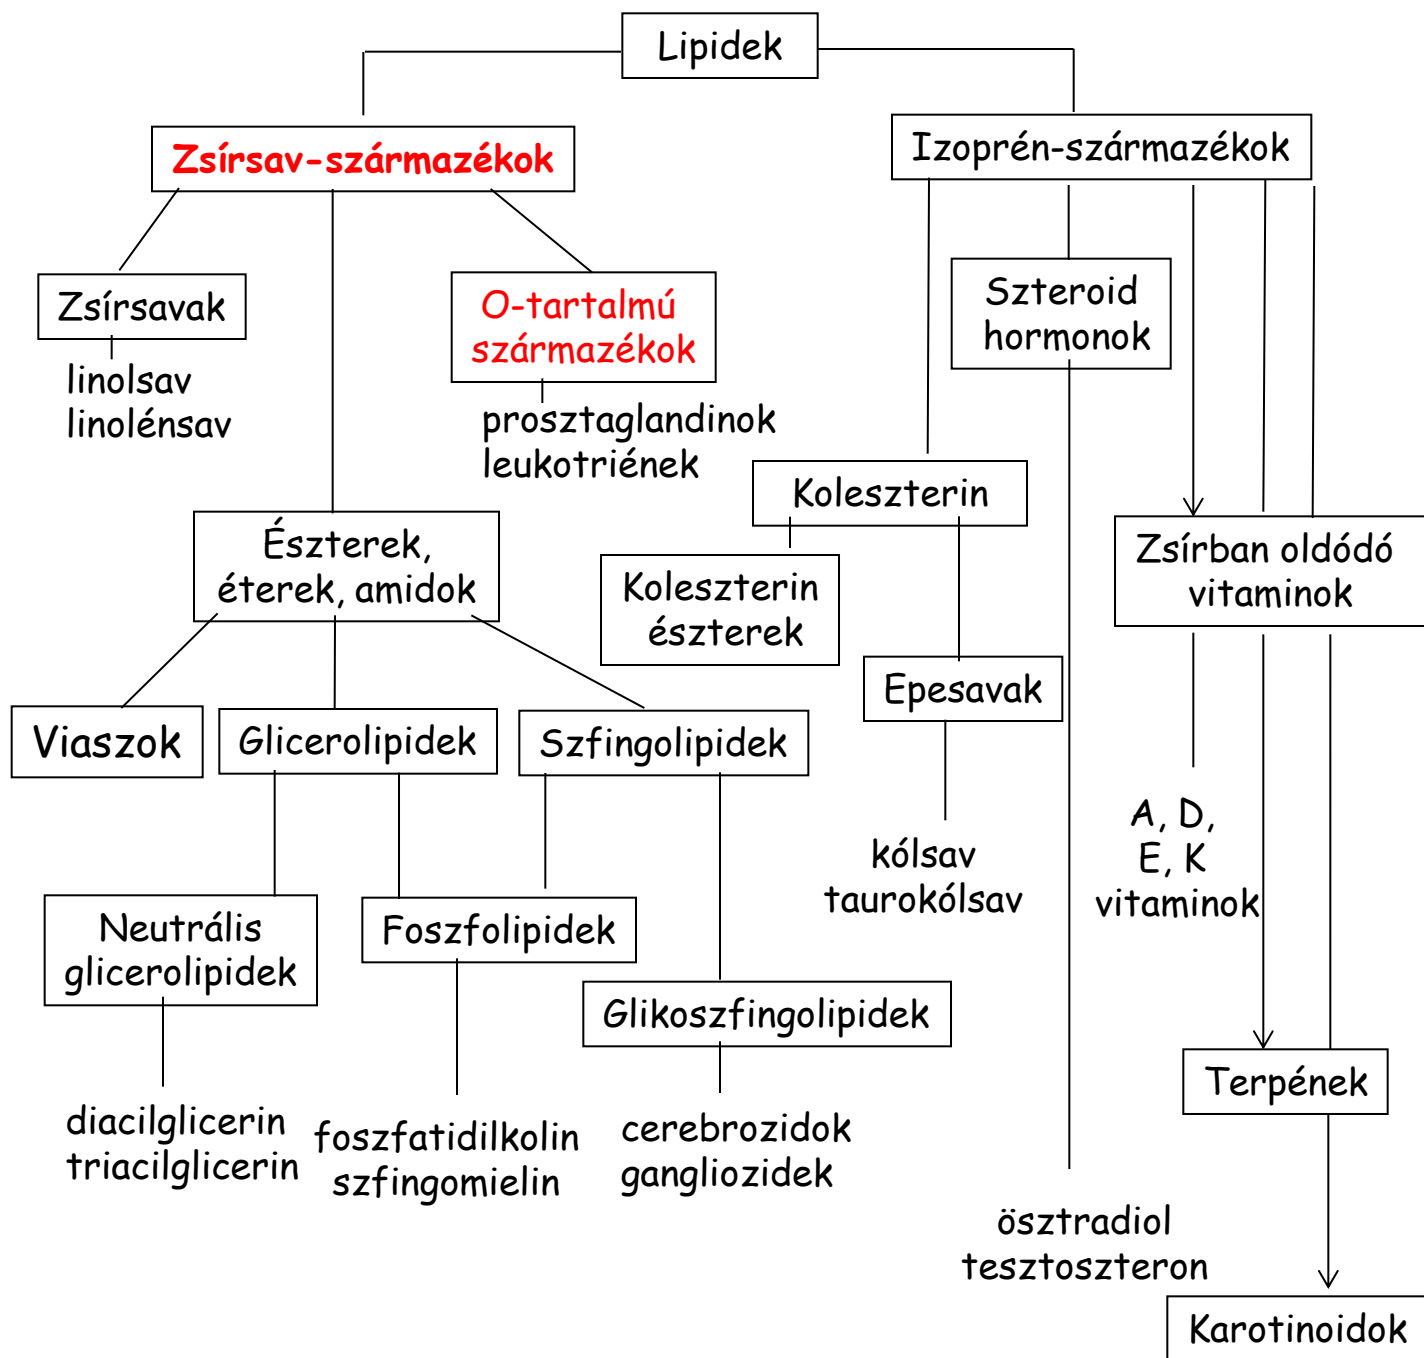 Lipidek
Zsírsav-származékok
Izoprén-származékok
Zsírsavak
linolsav
linolénsav
O-tartalmú
származékok
prosztaglandinok
leukotriének
Szteroid
hormonok
Koleszterin
Koleszterin
észterek
Zsírban oldódó
vitaminok
Észterek,
éterek, amidok
Epesavak
Viaszok
Glicerolipidek
Szfingolipidek
kólsav
taurokólsav
A, D,
E, K
vitaminok
Neutrális
glicerolipidek
Foszfolipidek
Glikoszfingolipidek
Terpének
diacilglicerin
triacilglicerin
foszfatidilkolin
szfingomielin
cerebrozidok
gangliozidek
ösztradiol
tesztoszteron
Karotinoidok